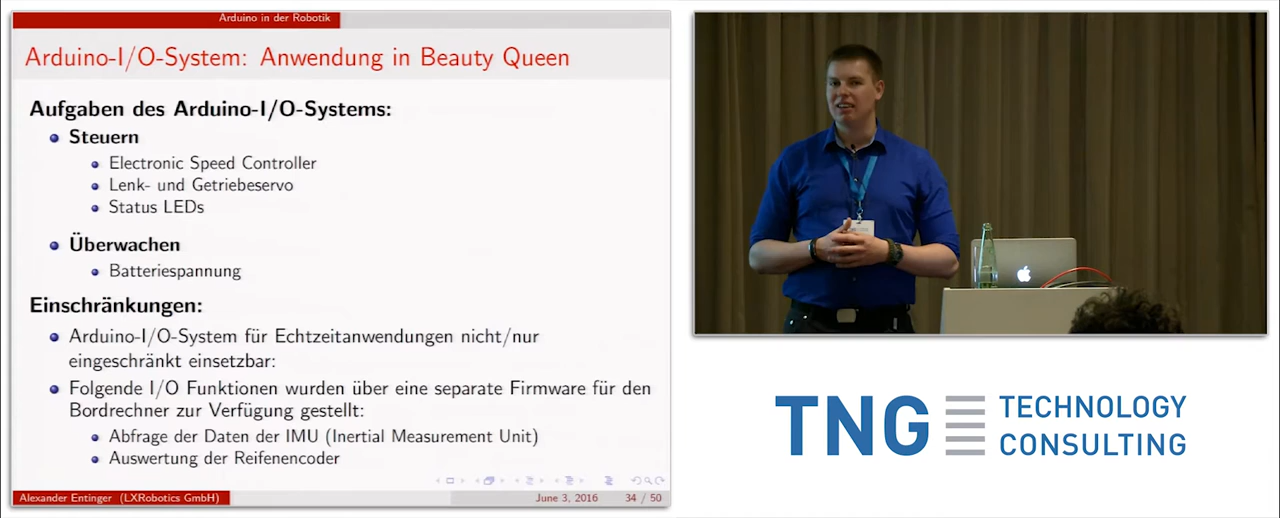 Arduino in der Robotik
Arduino-I/O-System: Anwendung in Beauty Queen
Aufgaben des Arduino-I/O-Systems:
Steuern
Electronic Speed Controller
Lenk- und Getriebeservo
Status LEDs
Überwachen
Batteriespannung
Einschränkungen:
Arduino-I/O-System für Echtzeitanwendungen nicht/nur
eingeschränkt einsetzbar:
Folgende I/O Funktionen wurden über eine separate Firmware für den
Bordrechner zur Verfügung gestellt:
Abfrage der Daten der IMU (Inertial Measurement Unit)
Auswertung der Reifenencoder
Alexander Entinger (LXRobotics GmbH)
June 3, 2016
34 / 50
TNG
TECHNOLOGY
CONSULTING